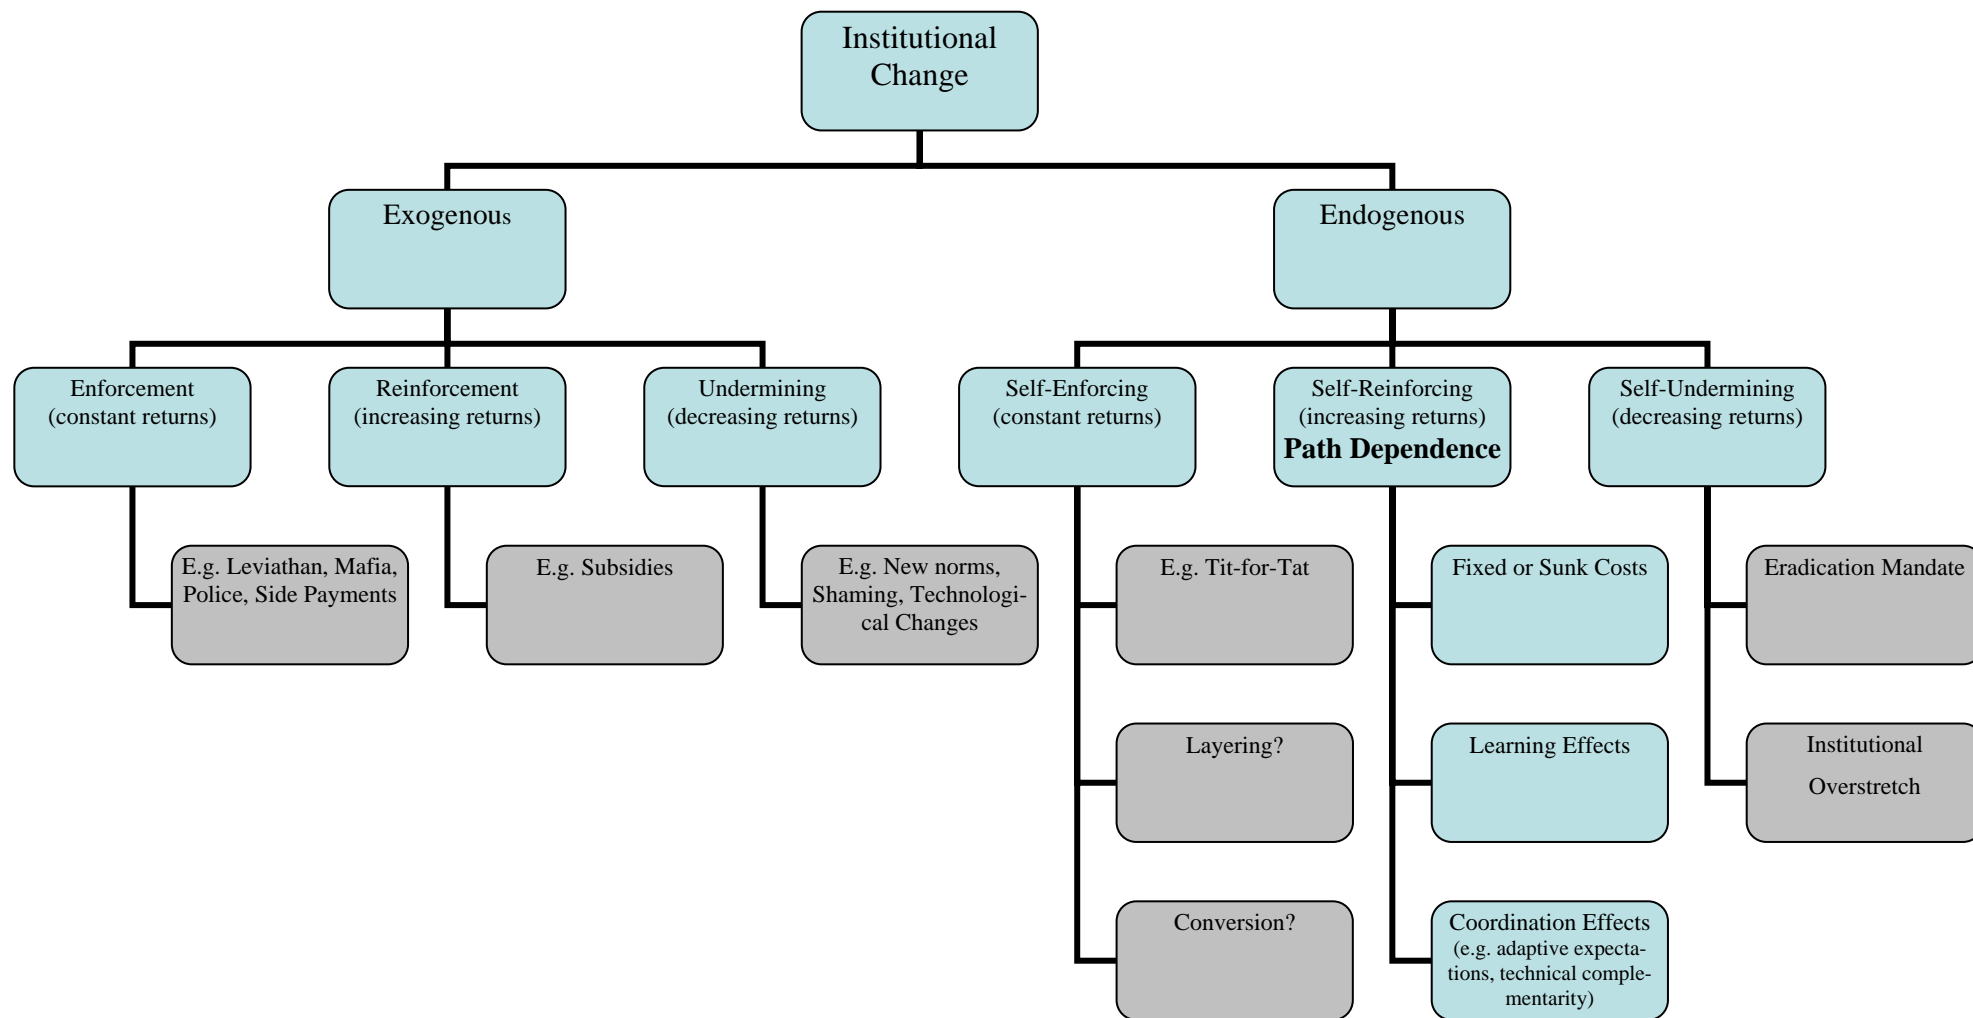 Institutional
Change
Exogenous
Endogenous
Enforcement
(constant returns)
Reinforcement
(increasing returns)
Undermining
(decreasing returns)
Self-Enforcing
(constant returns)
Self-Reinforcing
(increasing returns)
Path Dependence
Self-Undermining
(decreasing returns)
E.g. Leviathan, Mafia,
Police, Side Payments
E.g. Subsidies
E.g. New norms,
Shaming, Technologi-
cal Changes
E.g. Tit-for-Tat
Fixed or Sunk Costs
Eradication Mandate
Layering?
Learning Effects
Institutional
Overstretch
Conversion?
Coordination Effects
(e.g. adaptive expecta-
tions, technical comple-
mentarity)